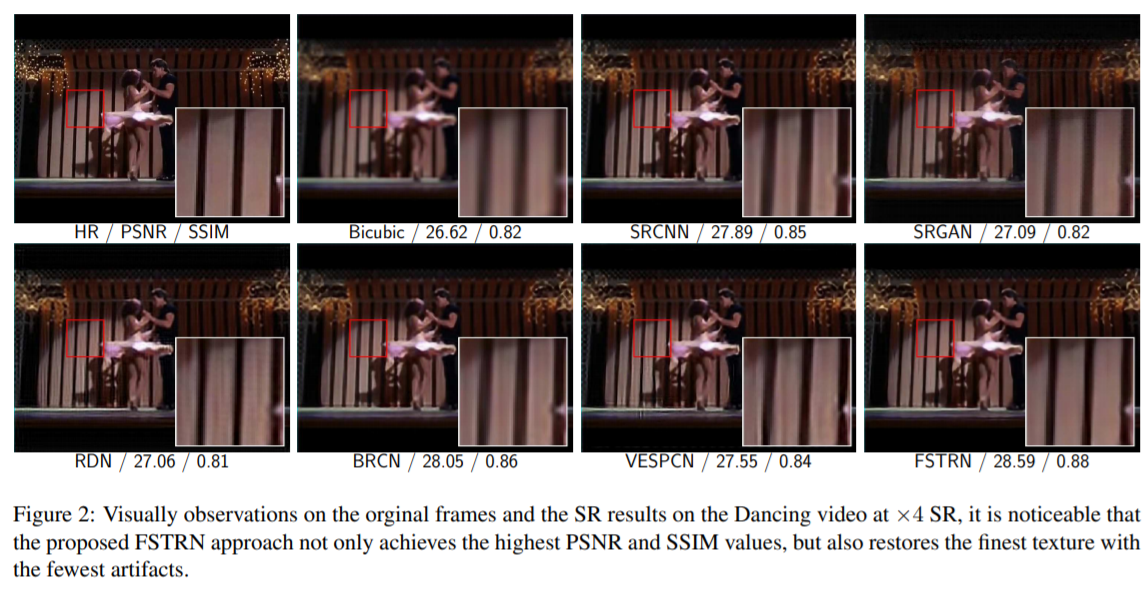 HR / PSNR / SSIM
Bicubic / 26.62 / 0.82
SRCNN / 27.89 / 0.85
SRGAN / 27.09 / 0.82
RDN / 27.06 / 0.81
BRCN / 28.05 / 0.86
VESPCN / 27.55 / 0.84
FSTRN / 28.59 / 0.88
Figure 2: Visually observations on the orginal frames and the SR results on the Dancing video at ×4 SR, it is noticeable that
the proposed FSTRN approach not only achieves the highest PSNR and SSIM values, but also restores the finest texture with
the fewest artifacts.